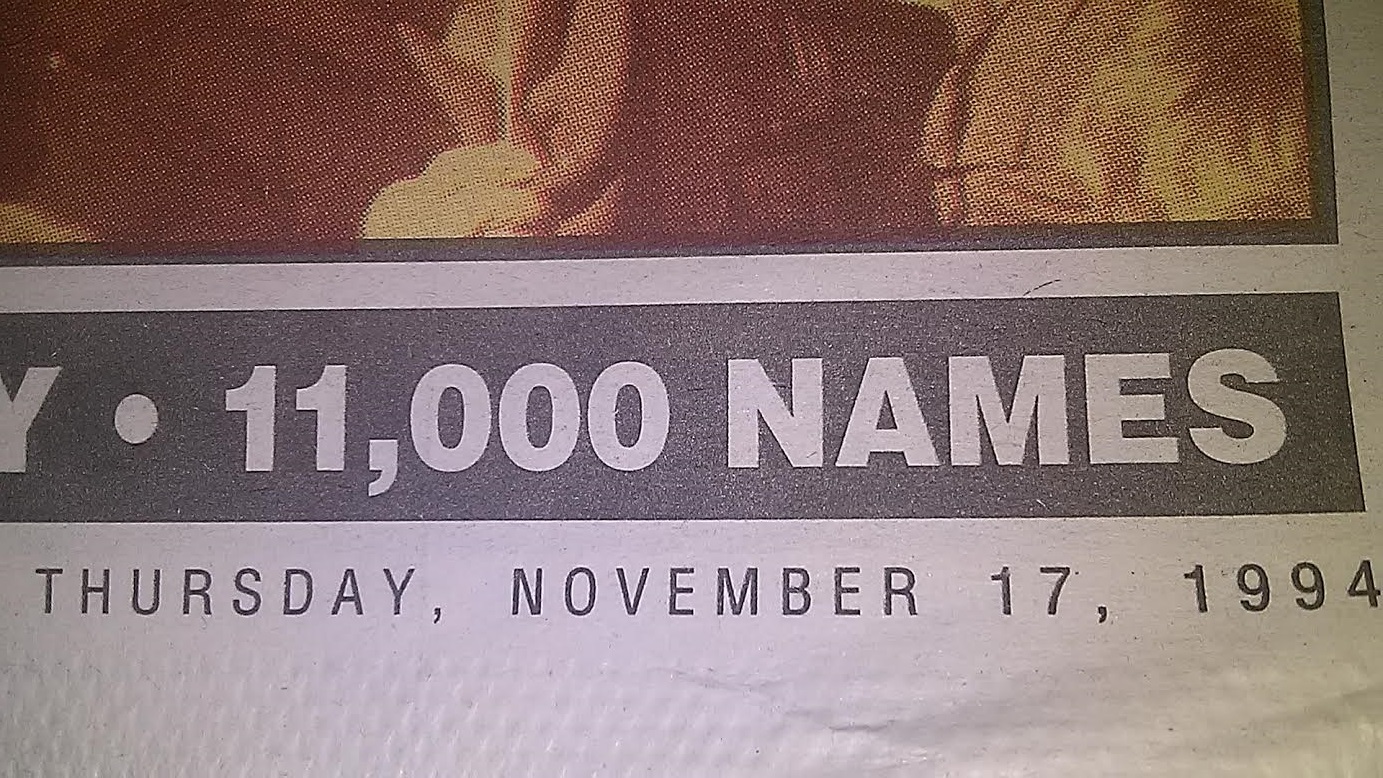 Y • 11,000 NAMES
THURSDAY, NOVEMBER 17, 1994